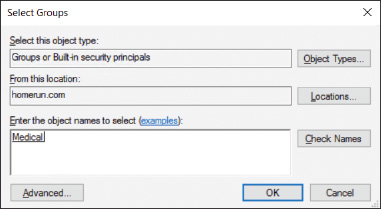 Select Groups
Select this object type:
Groups or Built-in security principals
Object Types...
From this location:
homerun.com
Locations...
Enter the object names to select (examples):
Medical
Check Names
Advanced...
OK
Cancel